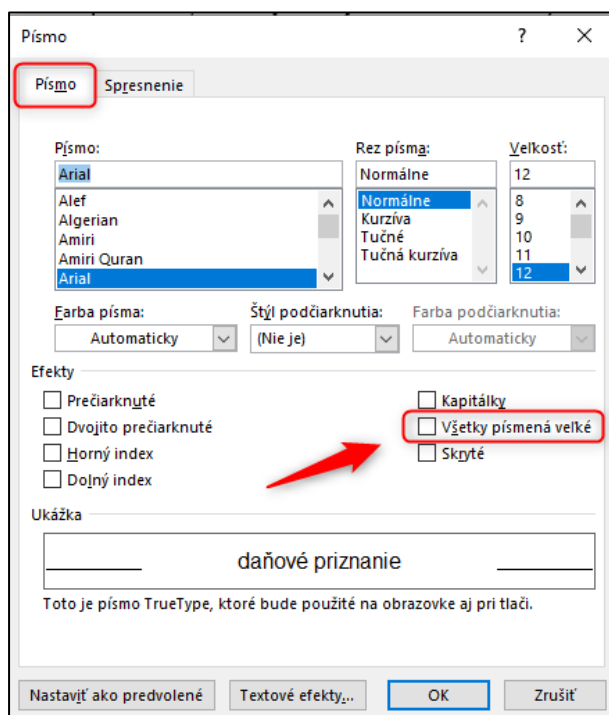 Písmo ?
Písmo Spresnenie
Písmo: Rez písma: Veľkosť:
Arial Normálne 12
Alef Normálne 8
Algerian Kurzíva 9
Amiri Tučné 10
Amiri Quran Tučná kurzíva 11
Arial 12
Farba písma: Štýl podčiarknutia: Farba podčiarknutia:
Automaticky (Nie je) Automaticky
Efekty
Prečiarknuté Kapitálky
Dvojito prečiarknuté Všetky písmená veľké
Horný index Skryté
Dolný index
Ukážka
daňové priznanie
Toto je písmo TrueType, ktoré bude použité na obrazovke aj pri tlači.
Nastaviť ako predvolené Textové efekty... OK Zrušiť